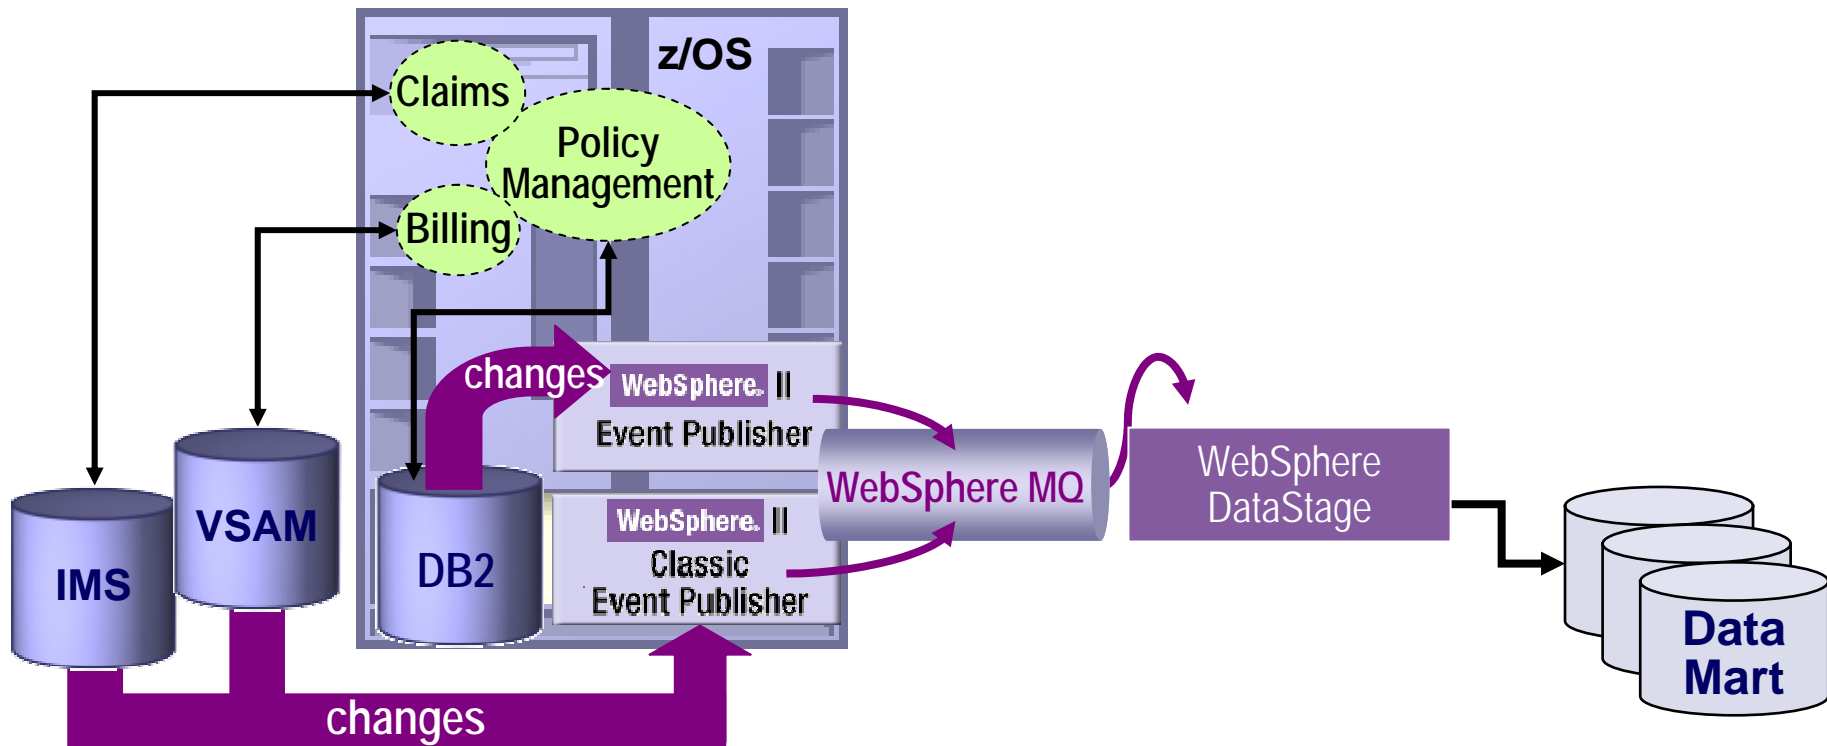 z/OS
Claims
Policy
Management
Billing
changes
WebSphere. II
Event Publisher
WebSphere MQ
WebSphere
DataStage
WebSphere. II
Classic
Event Publisher
VSAM
IMS
DB2
Data
Mart
changes